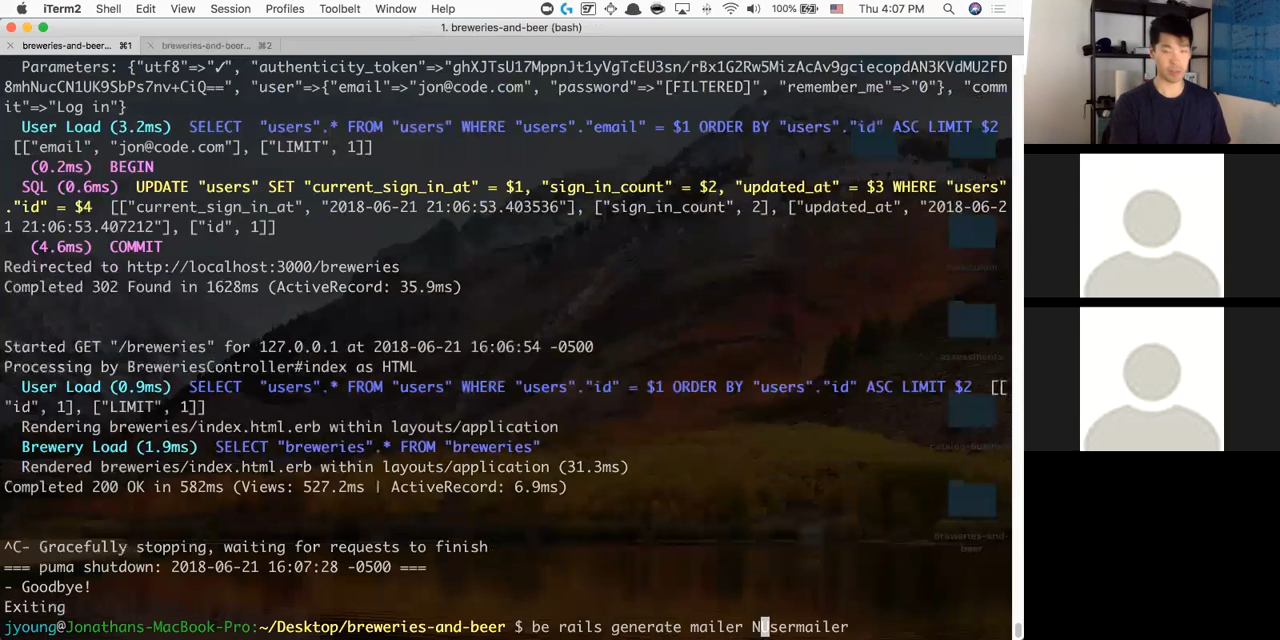 iTerm2 Shell Edit View Session Profiles Toolbelt Window Help 100% Thu 4:07 PM
1. breweries-and-beer (bash)
breweries-and-beer... ⌘1 breweries-and-beer... ⌘2
Parameters: {"utf8"=>"✓", "authenticity_token"=>"ghXJTsU17MppnJt1yVgTcEU3sn/rBx1G2Rw5MizAcAv9gciecopdAN3KVdMU2FD
8mhNucCN1UK9SbPs7nv+CiQ==", "user"=>{"email"=>"jon@code.com", "password"=>"[FILTERED]", "remember_me"=>"0"}, "comm
it"=>"Log in"}
User Load (3.2ms) SELECT "users".* FROM "users" WHERE "users"."email" = $1 ORDER BY "users"."id" ASC LIMIT $2
[["email", "jon@code.com"], ["LIMIT", 1]]
(0.2ms) BEGIN
SQL (0.6ms) UPDATE "users" SET "current_sign_in_at" = $1, "sign_in_count" = $2, "updated_at" = $3 WHERE "users"
."id" = $4 [["current_sign_in_at", "2018-06-21 21:06:53.403536"], ["sign_in_count", 2], ["updated_at", "2018-06-2
1 21:06:53.407212"], ["id", 1]]
(4.6ms) COMMIT
Redirected to http://localhost:3000/breweries
Completed 302 Found in 1628ms (ActiveRecord: 35.9ms)
Started GET "/breweries" for 127.0.0.1 at 2018-06-21 16:06:54 -0500
Processing by BreweriesController#index as HTML
User Load (0.9ms) SELECT "users".* FROM "users" WHERE "users"."id" = $1 ORDER BY "users"."id" ASC LIMIT $2 [[
"id", 1], ["LIMIT", 1]]
Rendering breweries/index.html.erb within layouts/application
Brewery Load (1.9ms) SELECT "breweries".* FROM "breweries"
Rendered breweries/index.html.erb within layouts/application (31.3ms)
Completed 200 OK in 582ms (Views: 527.2ms | ActiveRecord: 6.9ms)
^C- Gracefully stopping, waiting for requests to finish
=== puma shutdown: 2018-06-21 16:07:28 -0500 ===
- Goodbye!
Exiting
jyoung@Jonathans-MacBook-Pro:~/Desktop/breweries-and-beer $ be rails generate mailer NUsermailer
assessments
breweries-and-
beer